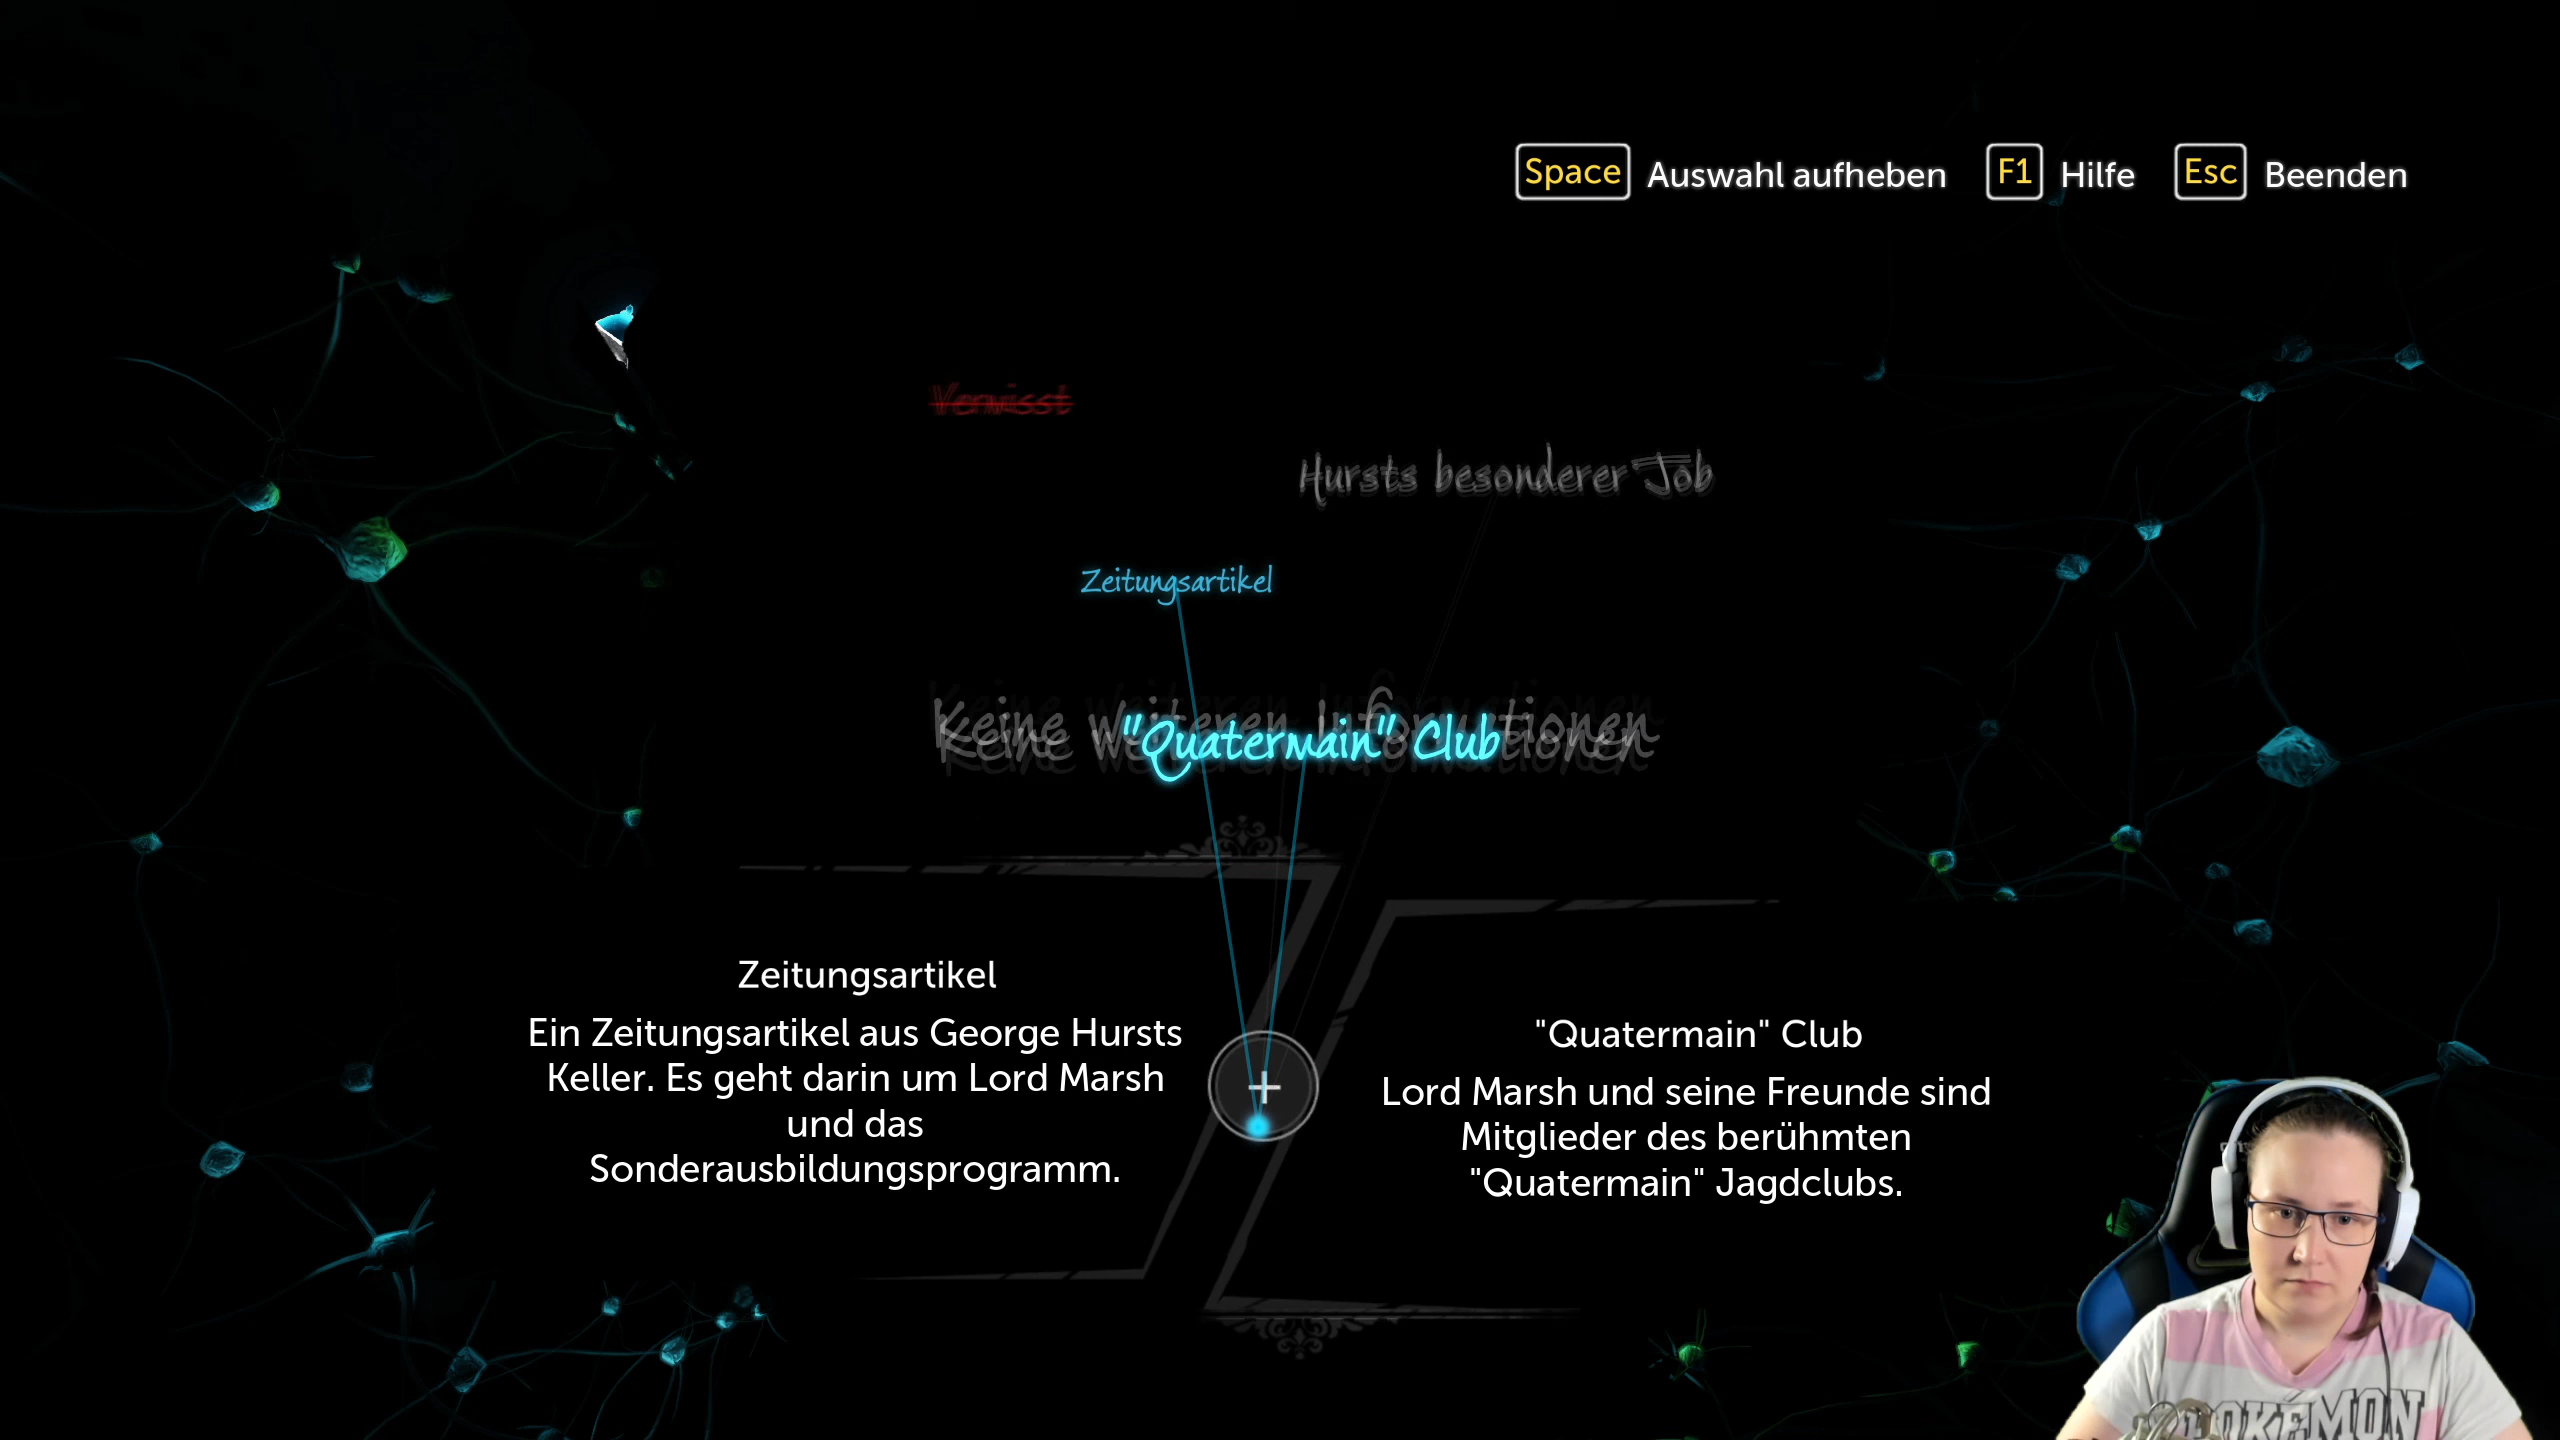 Space Auswahl aufheben F1 Hilfe Esc Beenden
Vermisst
Hursts besonderer Job
Zeitungsartikel
Keine weiteren Informationen
"Quatermain" Club
Zeitungsartikel
Ein Zeitungsartikel aus George Hursts
Keller. Es geht darin um Lord Marsh
und das
Sonderausbildungsprogramm.
"Quatermain" Club
Lord Marsh und seine Freunde sind
Mitglieder des berühmten
"Quatermain" Jagdclubs.
POKEMON